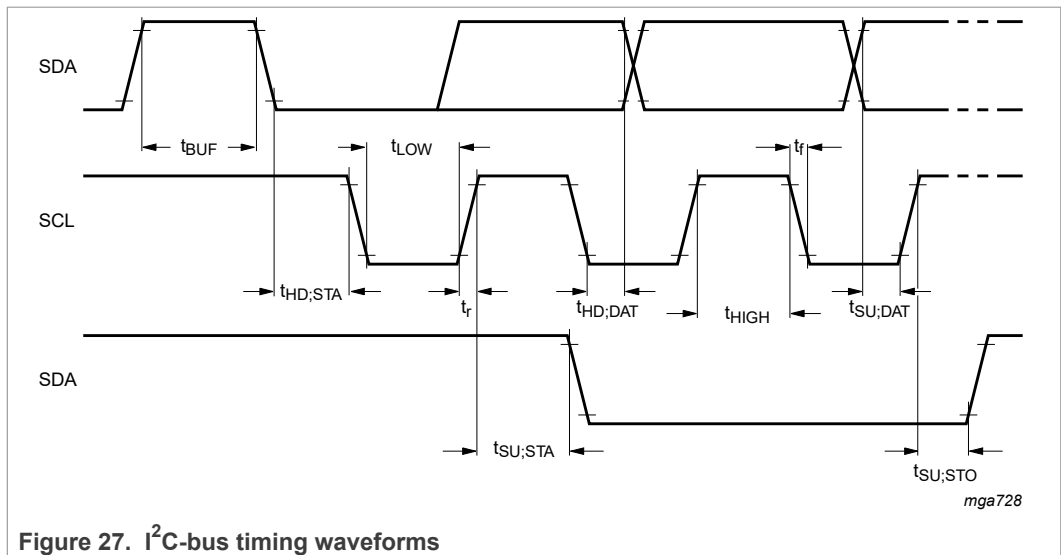 SDA
tBUF
tLOW
tf
SCL
tHD;STA
tr
tHD;DAT
tHIGH
tSU;DAT
SDA
tSU;STA
tSU;STO
mga728
Figure 27. I²C-bus timing waveforms